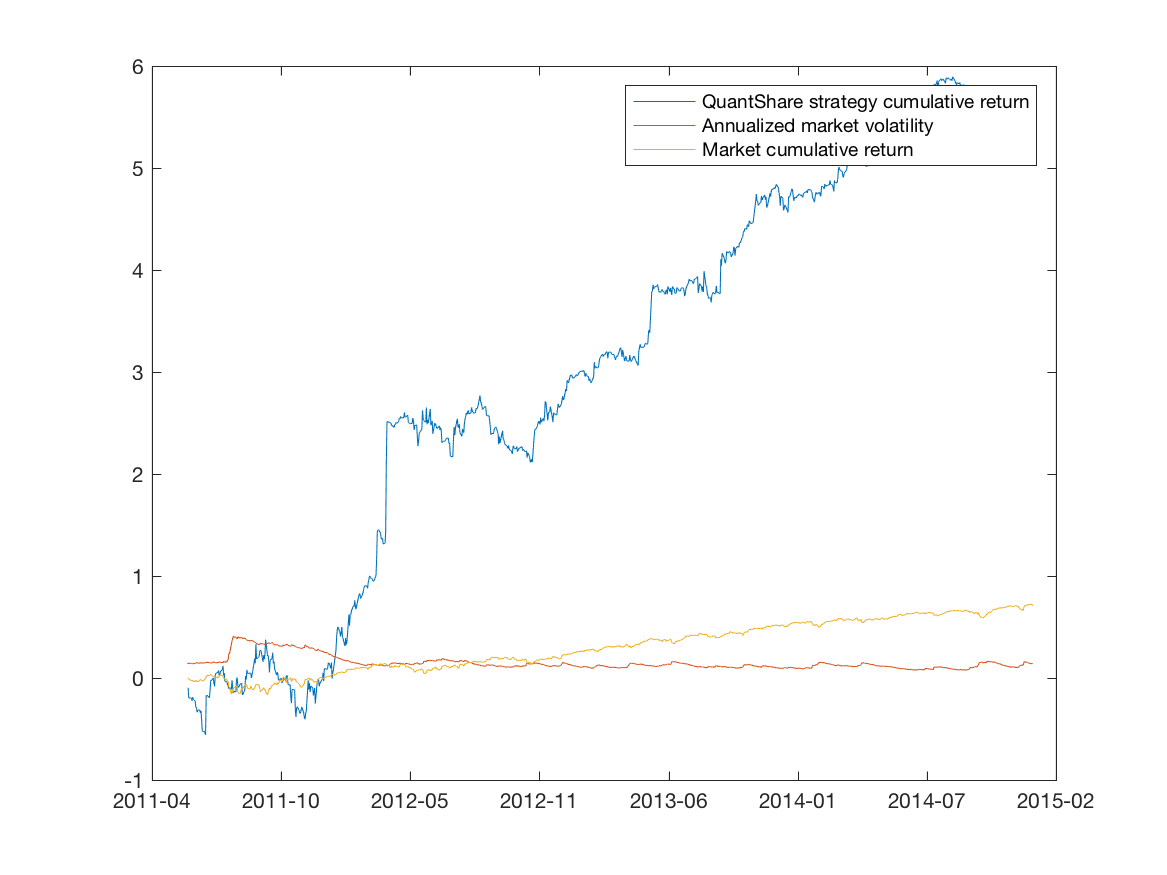 6
QuantShare strategy cumulative return
Annualized market volatility
Market cumulative return
5
4
3
2
1
0
-1
2011-04 2011-10 2012-05 2012-11 2013-06 2014-01 2014-07 2015-02